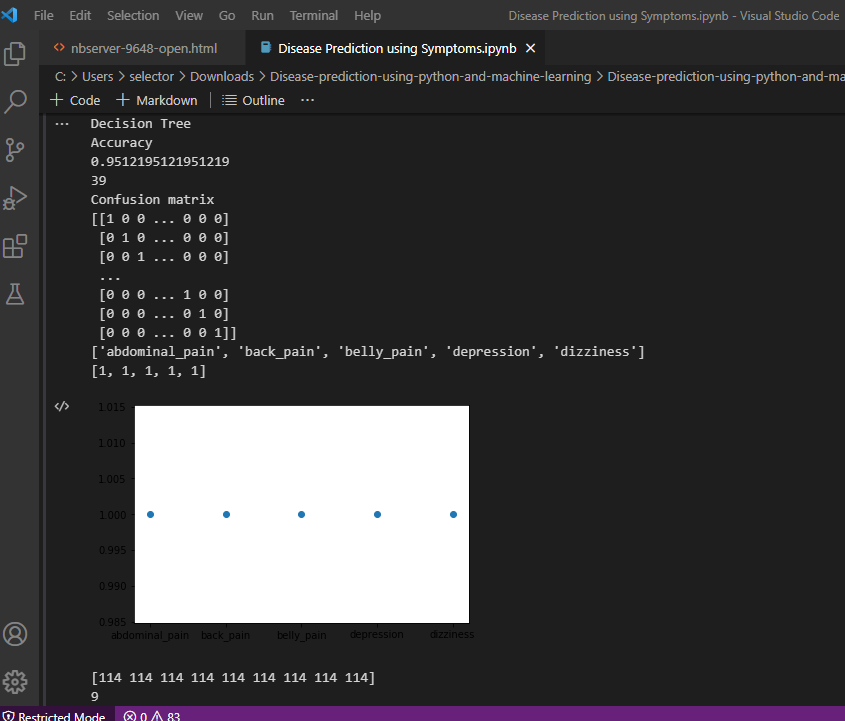 File Edit Selection View Go Run Terminal Help Disease Prediction using Symptoms.ipynb - Visual Studio Code
nbserver-9648-open.html Disease Prediction using Symptoms.ipynb
C: > Users > selector > Downloads > Disease-prediction-using-python-and-machine-learning > Disease-prediction-using-python-and-ma
+ Code + Markdown Outline ...
... Decision Tree
Accuracy
0.9512195121951219
39
Confusion matrix
[[1 0 0 ... 0 0 0]
[0 1 0 ... 0 0 0]
[0 0 1 ... 0 0 0]
...
[0 0 0 ... 1 0 0]
[0 0 0 ... 0 1 0]
[0 0 0 ... 0 0 1]]
['abdominal_pain', 'back_pain', 'belly_pain', 'depression', 'dizziness']
[1, 1, 1, 1, 1]
1.015
1.010
1.005
1.000
0.995
0.990
0.985
abdominal_pain back_pain belly_pain depression dizziness
[114 114 114 114 114 114 114 114 114]
9
Restricted Mode 0 83